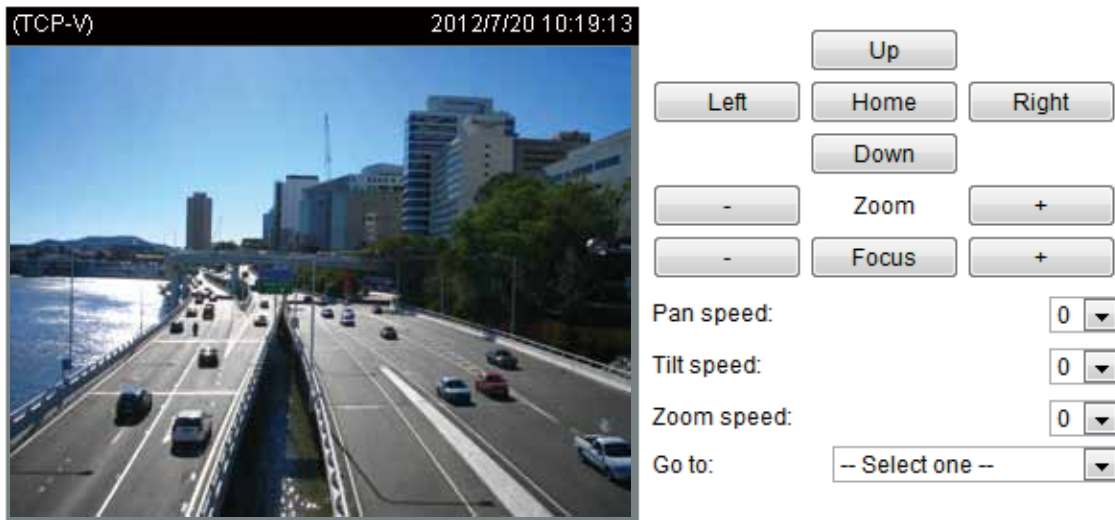 (TCP-V) 2012/7/20 10:19:13
Up
Left Home Right
Down
- Zoom +
- Focus +
Pan speed: 0
Tilt speed: 0
Zoom speed: 0
Go to: -- Select one --